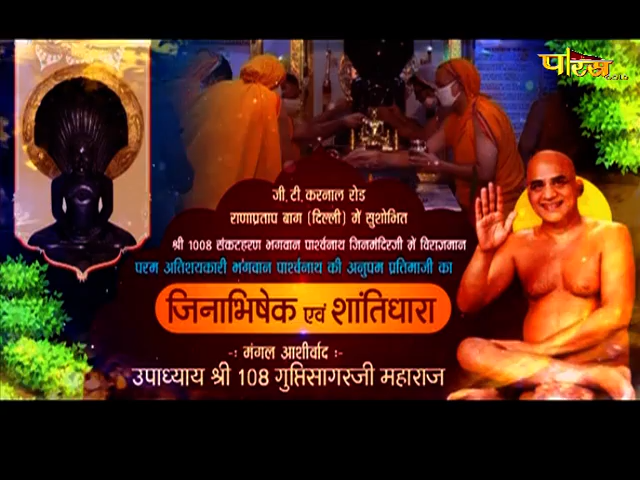 पारस
जी. टी. करनाल रोड
राणाप्रताप बाग (दिल्ली) में सुशोभित
श्री 1008 संकटहरण भगवान पार्श्वनाथ जिनमंदिरजी में विराजमान
परम अतिशयकारी भगवान पार्श्वनाथ की अनुपम प्रतिमाजी का
जिनाभिषेक एवं शांतिधारा
-: मंगल आशीर्वाद :-
उपाध्याय श्री 108 गुप्तिसागरजी महाराज